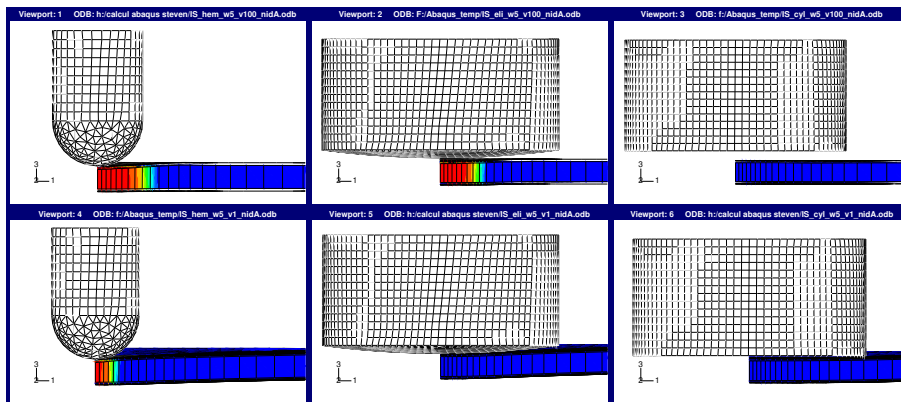 Viewport: 1 ODB: h:/calcul abaqus steven/IS_hem_w5_v100_nidA.odb
Viewport: 2 ODB: F:/Abaqus_temp/IS_eli_w5_v100_nidA.odb
Viewport: 3 ODB: f:/Abaqus_temp/IS_cyl_w5_v100_nidA.odb
3
2 1
3
2 1
3
2 1
Viewport: 4 ODB: f:/Abaqus_temp/IS_hem_w5_v1_nidA.odb
Viewport: 5 ODB: h:/calcul abaqus steven/IS_eli_w5_v1_nidA.odb
Viewport: 6 ODB: h:/calcul abaqus steven/IS_cyl_w5_v1_nidA.odb
3
2 1
3
2 1
3
2 1